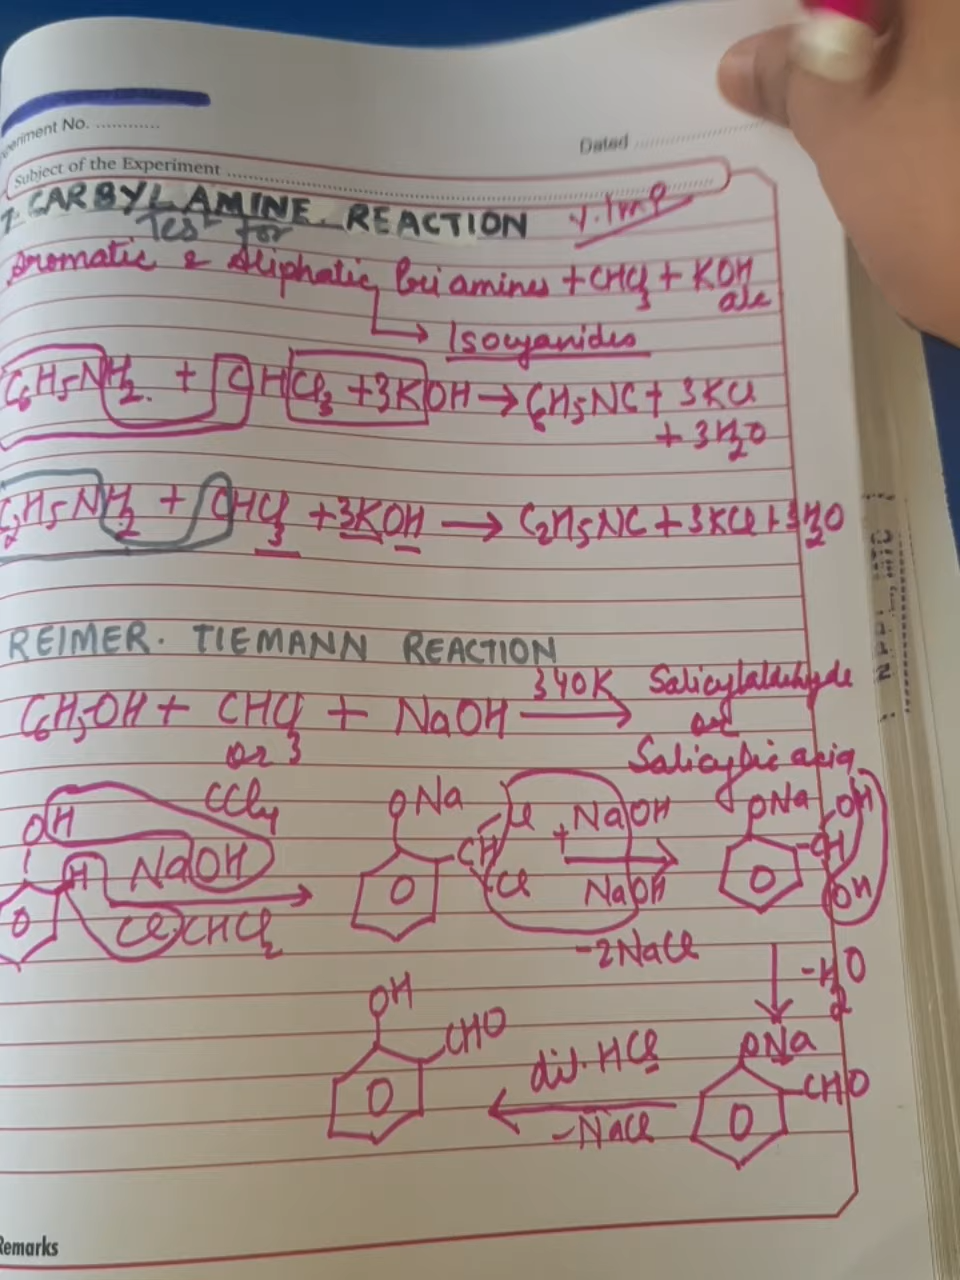 periment No. ............
Dated ....................
Subject of the Experiment ........................................
CARBYLAMINE REACTION V.Imp
Test for
Aromatic & Aliphatic pri amines + CHCl3 + KOH
alc
Isocyanides
C6H5NH2 + CHCl3 + 3KOH → C6H5NC + 3KCl
+ 3H2O
C2H5NH2 + CHCl3 + 3KOH → C2H5NC + 3KCl + 3H2O
REIMER. TIEMANN REACTION
C6H5OH + CHCl3 + NaOH 340K → Salicylaldehyde
or or
CCl4 Salicylic acid
OH ONa Cl + NaOH ONa OH
H NaOH CH → CH
O O Cl NaOH O OH
Cl CHCl2 -2NaCl
-H2O
OH ONa
CHO dil. HCl CHO
O -NaCl O
Remarks